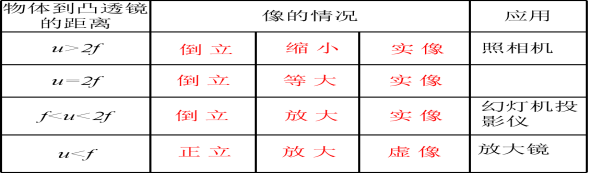 物体到凸透镜的距离 像的情况 应用
u>2f 倒立 缩小 实像 照相机
u=2f 倒立 等大 实像
f<u<2f 倒立 放大 实像 幻灯机投影仪
u<f 正立 放大 虚像 放大镜